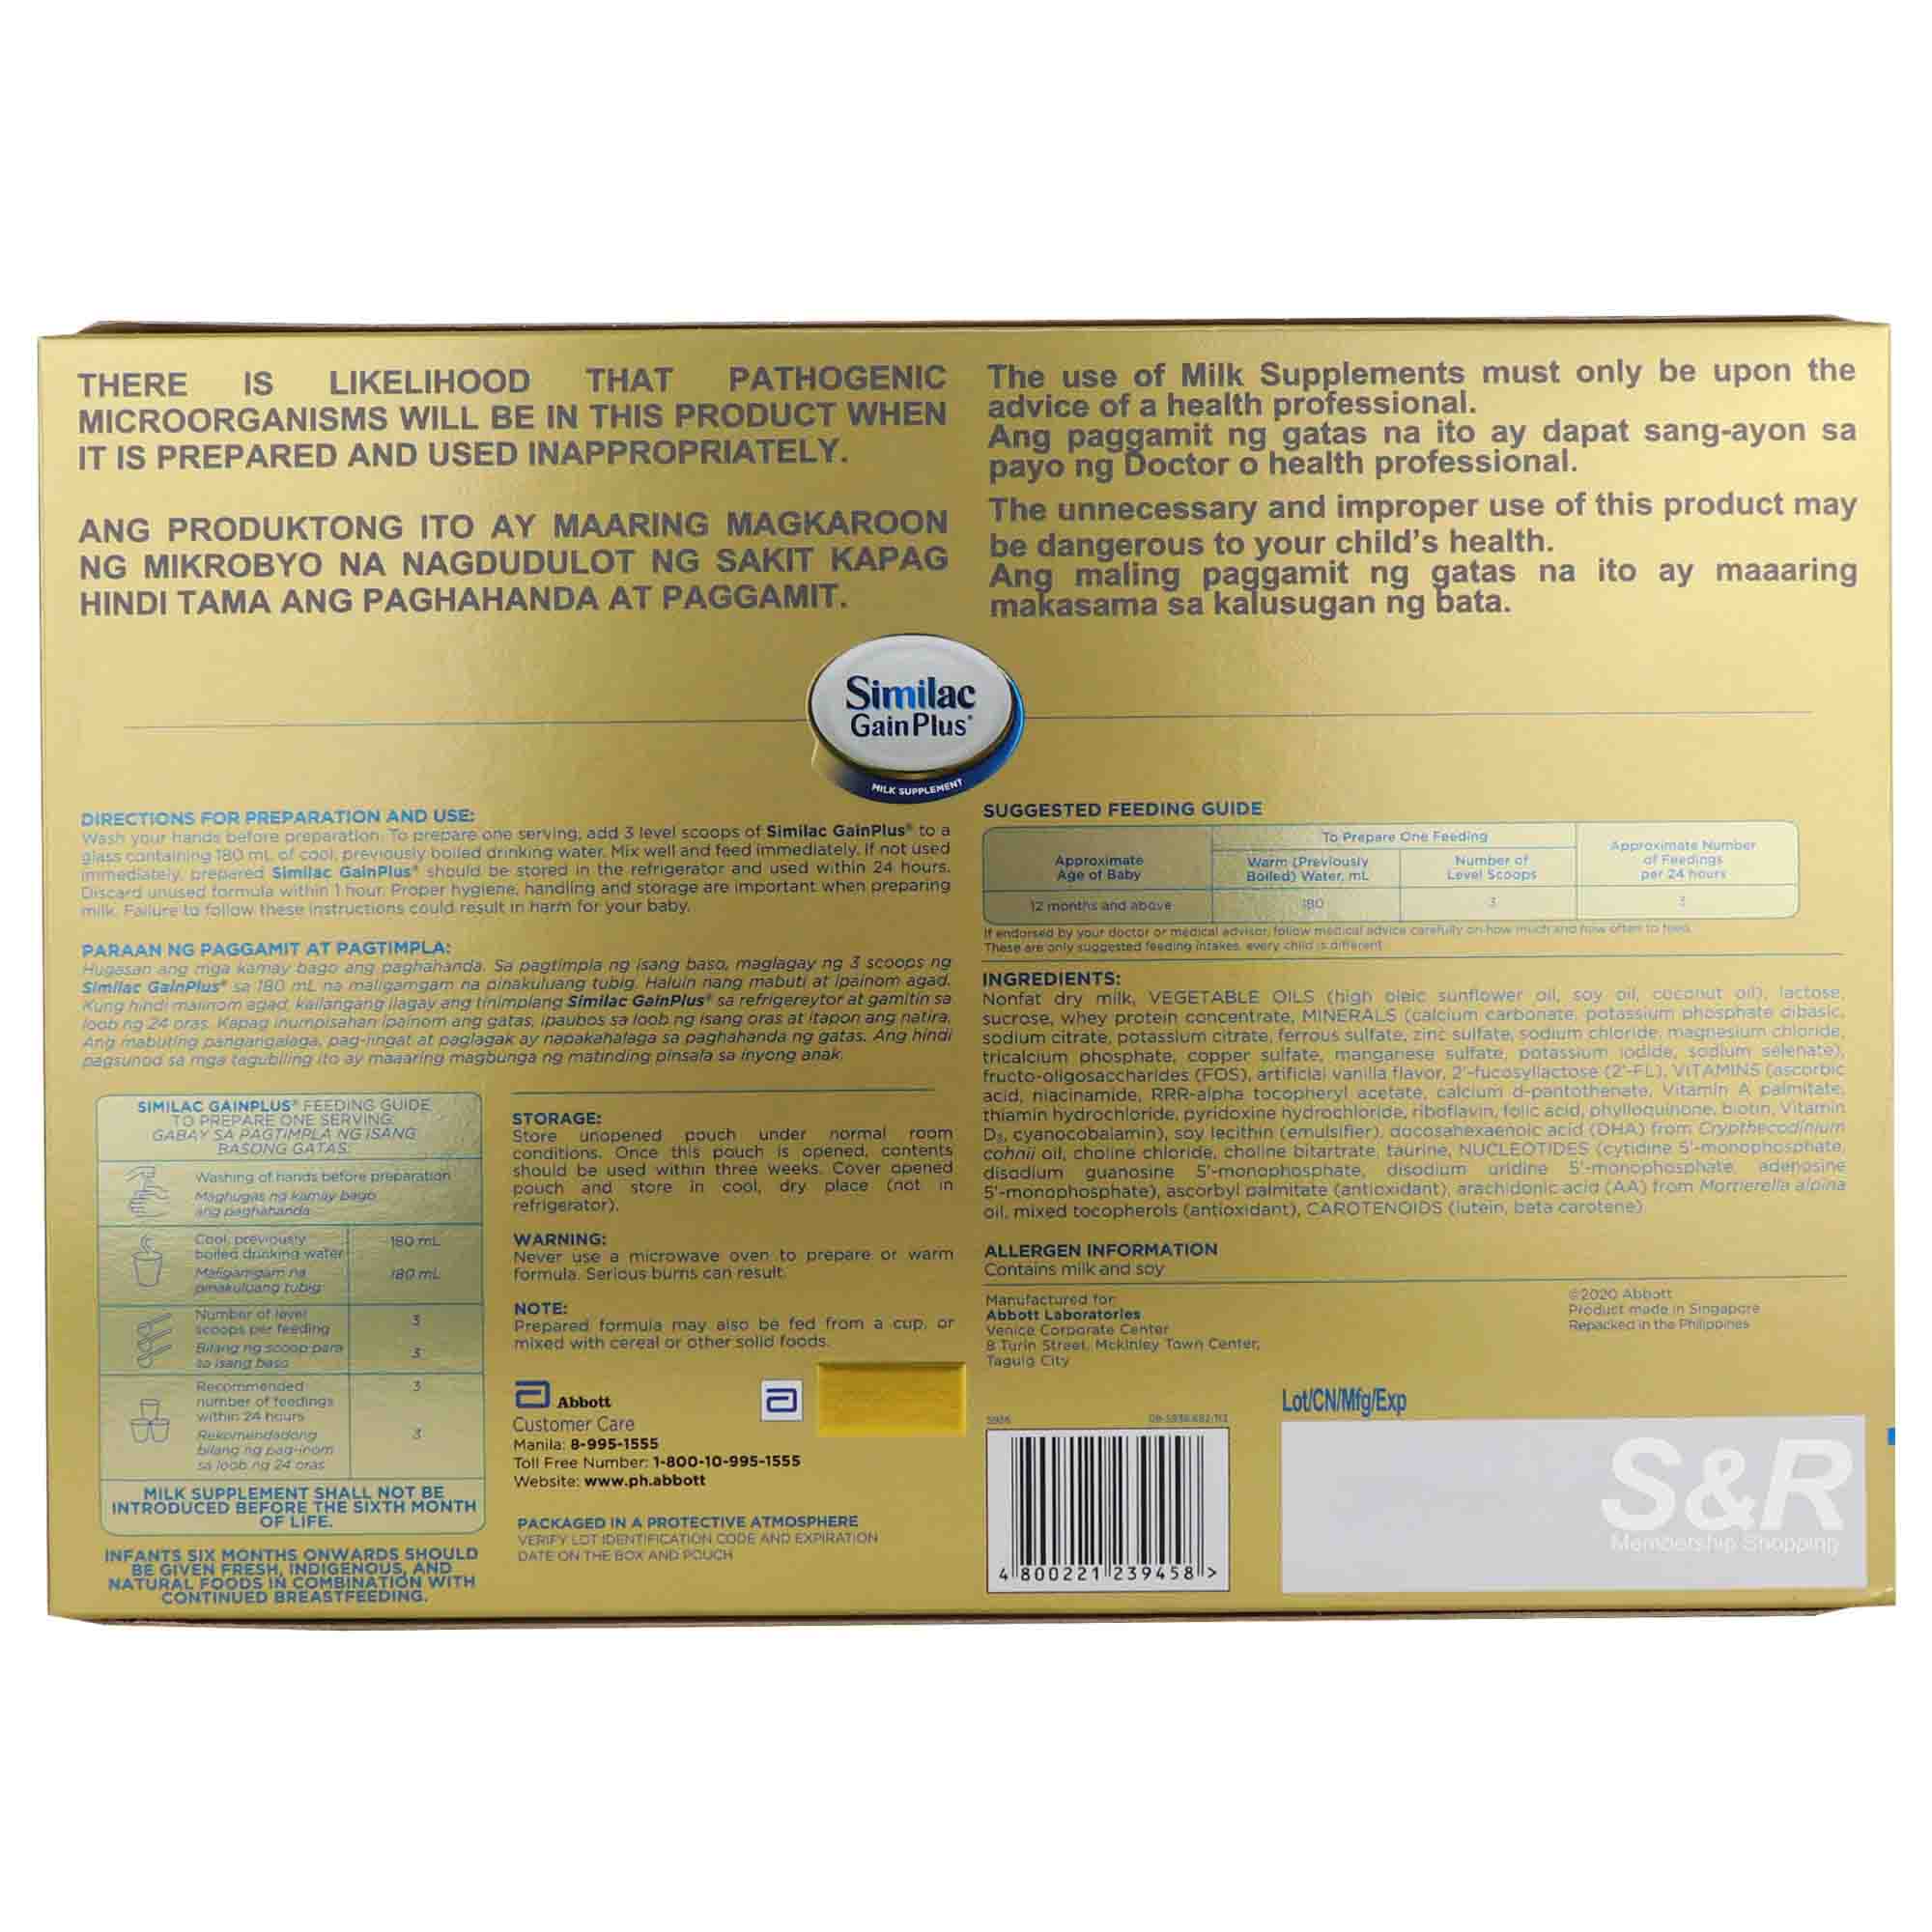 THERE IS LIKELIHOOD THAT PATHOGENIC
MICROORGANISMS WILL BE IN THIS PRODUCT WHEN
IT IS PREPARED AND USED INAPPROPRIATELY.
ANG PRODUKTONG ITO AY MAARING MAGKAROON
NG MIKROBYO NA NAGDUDULOT NG SAKIT KAPAG
HINDI TAMA ANG PAGHAHANDA AT PAGGAMIT.
The use of Milk Supplements must only be upon the
advice of a health professional.
Ang paggamit ng gatas na ito ay dapat sang-ayon sa
payo ng Doctor o health professional.
The unnecessary and improper use of this product may
be dangerous to your child's health.
Ang maling paggamit ng gatas na ito ay maaaring
makasama sa kalusugan ng bata.
Similac
GainPlus®
MILK SUPPLEMENT
DIRECTIONS FOR PREPARATION AND USE:
Wash your hands before preparation. To prepare one serving, add 3 level scoops of Similac GainPlus® to a
glass containing 180 mL of cool, previously boiled drinking water. Mix well and feed immediately. If not used
immediately, prepared Similac GainPlus® should be stored in the refrigerator and used within 24 hours.
Discard unused formula within 1 hour. Proper hygiene, handling and storage are important when preparing
milk. Failure to follow these instructions could result in harm for your baby.
PARAAN NG PAGGAMIT AT PAGTIMPLA:
Hugasan ang mga kamay bago ang paghahanda. Sa pagtimpla ng isang baso, maglagay ng 3 scoops ng
Similac GainPlus® sa 180 mL na maligamgam na pinakuluang tubig. Haluin nang mabuti at ipainom agad.
Kung hindi maiinom agad, kailangang ilagay ang tinimplang Similac GainPlus® sa refrigereytor at gamitin sa
loob ng 24 oras. Kapag inumpisahan ipainom ang gatas, ipaubos sa loob ng isang oras at itapon ang natira.
Ang mabuting pangangalaga, pag-iingat at paglagak ay napakahalaga sa paghahanda ng gatas. Ang hindi
pagsunod sa mga tagubiling ito ay maaaring magbunga ng matinding pinsala sa inyong anak.
SIMILAC GAINPLUS® FEEDING GUIDE
TO PREPARE ONE SERVING:
GABAY SA PAGTIMPLA NG ISANG
BASONG GATAS:
Washing of hands before preparation
Maghugas ng kamay bago
ang paghahanda
Cool, previously 180 mL
boiled drinking water
Maligamgam na 180 mL
pinakuluang tubig
Number of level 3
scoops per feeding
Bilang ng scoop para 3
sa isang baso
Recommended 3
number of feedings
within 24 hours
Rekomendadong 3
bilang ng pag-inom
sa loob ng 24 oras
MILK SUPPLEMENT SHALL NOT BE
INTRODUCED BEFORE THE SIXTH MONTH
OF LIFE.
INFANTS SIX MONTHS ONWARDS SHOULD
BE GIVEN FRESH, INDIGENOUS, AND
NATURAL FOODS IN COMBINATION WITH
CONTINUED BREASTFEEDING.
STORAGE:
Store unopened pouch under normal room
conditions. Once this pouch is opened, contents
should be used within three weeks. Cover opened
pouch and store in cool, dry place (not in
refrigerator).
WARNING:
Never use a microwave oven to prepare or warm
formula. Serious burns can result.
NOTE:
Prepared formula may also be fed from a cup, or
mixed with cereal or other solid foods.
Abbott
Customer Care
Manila: 8-995-1555
Toll Free Number: 1-800-10-995-1555
Website: www.ph.abbott
PACKAGED IN A PROTECTIVE ATMOSPHERE
VERIFY LOT IDENTIFICATION CODE AND EXPIRATION
DATE ON THE BOX AND POUCH
SUGGESTED FEEDING GUIDE
Approximate
Age of Baby
To Prepare One Feeding
Warm (Previously
Boiled) Water, mL
Number of
Level Scoops
Approximate Number
of Feedings
per 24 hours
12 months and above 180 3 3
If endorsed by your doctor or medical advisor, follow medical advice carefully on how much and how often to feed.
These are only suggested feeding intakes, every child is different.
INGREDIENTS:
Nonfat dry milk, VEGETABLE OILS (high oleic sunflower oil, soy oil, coconut oil), lactose,
sucrose, whey protein concentrate, MINERALS (calcium carbonate, potassium phosphate dibasic,
sodium citrate, potassium citrate, ferrous sulfate, zinc sulfate, sodium chloride, magnesium chloride,
tricalcium phosphate, copper sulfate, manganese sulfate, potassium iodide, sodium selenate),
fructo-oligosaccharides (FOS), artificial vanilla flavor, 2'-fucosyllactose (2'-FL), VITAMINS (ascorbic
acid, niacinamide, RRR-alpha tocopheryl acetate, calcium d-pantothenate, Vitamin A palmitate,
thiamin hydrochloride, pyridoxine hydrochloride, riboflavin, folic acid, phylloquinone, biotin, Vitamin
D₃, cyanocobalamin), soy lecithin (emulsifier), docosahexaenoic acid (DHA) from Crypthecodinium
cohnii oil, choline chloride, choline bitartrate, taurine, NUCLEOTIDES (cytidine 5'-monophosphate,
disodium guanosine 5'-monophosphate, disodium uridine 5'-monophosphate, adenosine
5'-monophosphate), ascorbyl palmitate (antioxidant), arachidonic acid (AA) from Mortierella alpina
oil, mixed tocopherols (antioxidant), CAROTENOIDS (lutein, beta carotene)
ALLERGEN INFORMATION
Contains milk and soy
Manufactured for
Abbott Laboratories
Venice Corporate Center
8 Turin Street, Mckinley Town Center,
Taguig City
©2020 Abbott
Product made in Singapore
Repacked in the Philippines
S936
Lot/CN/Mfg/Exp
4 800221 239458 >
S&R
Membership Shopping